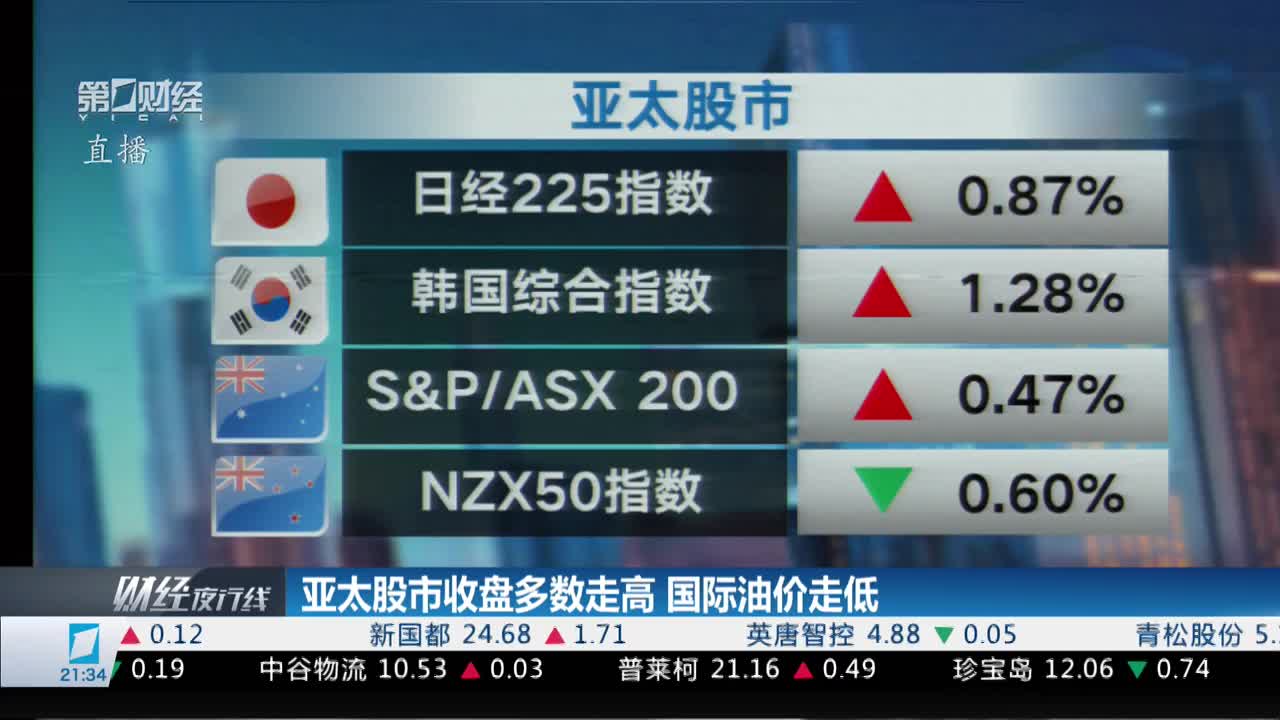 第一财经
YICAI
直播
亚太股市
日经225指数 ▲ 0.87%
韩国综合指数 ▲ 1.28%
S&P/ASX 200 ▲ 0.47%
NZX50指数 ▼ 0.60%
财经夜行线
亚太股市收盘多数走高 国际油价走低
▲ 0.12 新国都 24.68 ▲ 1.71 英唐智控 4.88 ▼ 0.05 青松股份
21:34
0.19 中谷物流 10.53 ▲ 0.03 普莱柯 21.16 ▲ 0.49 珍宝岛 12.06 ▼ 0.74